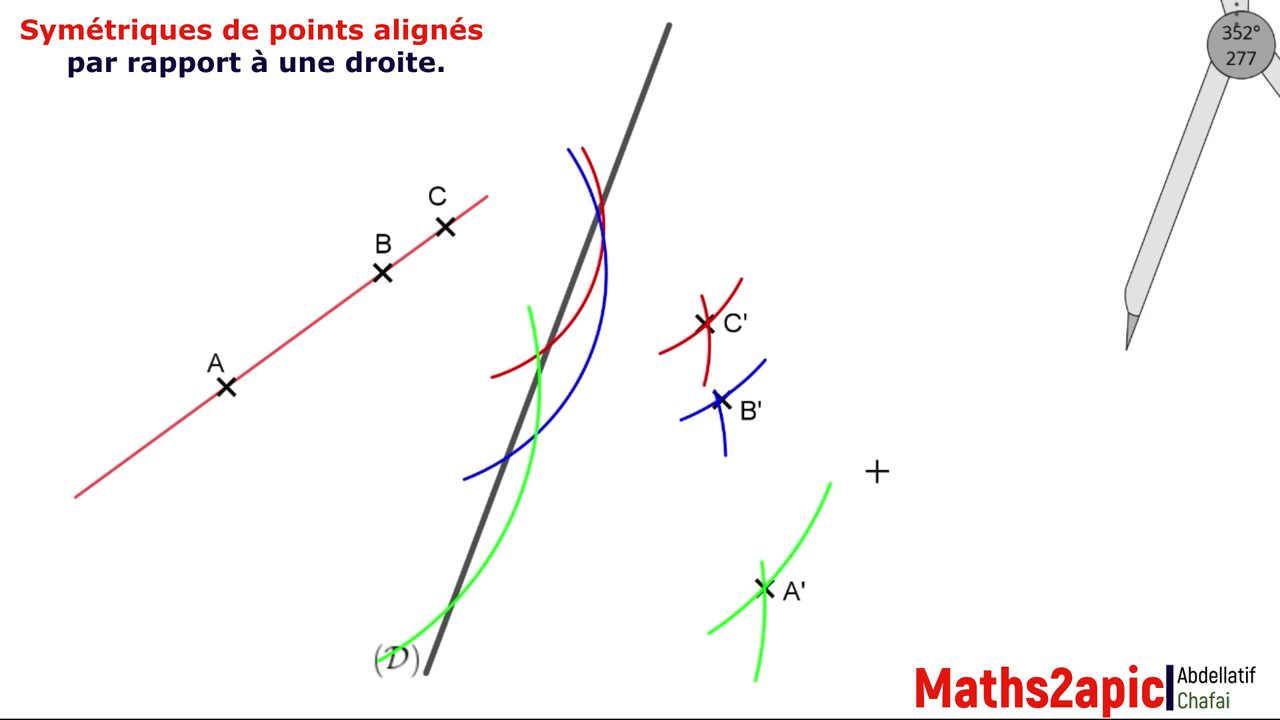 Symétriques de points alignés
par rapport à une droite.
352°
277
C
B
A
C'
B'
A'
(D)
Maths2apic
Abdellatif
Chafai